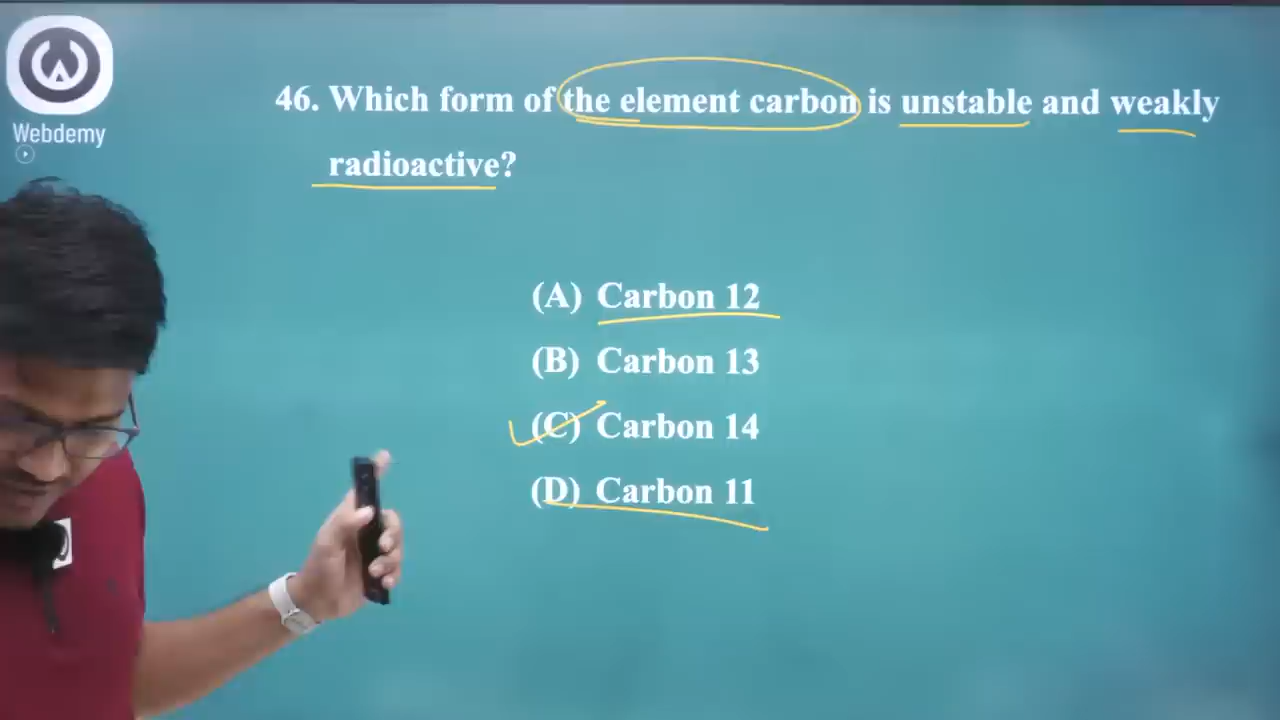 Webdemy
46. Which form of the element carbon is unstable and weakly
radioactive?
(A) Carbon 12
(B) Carbon 13
(C) Carbon 14
(D) Carbon 11